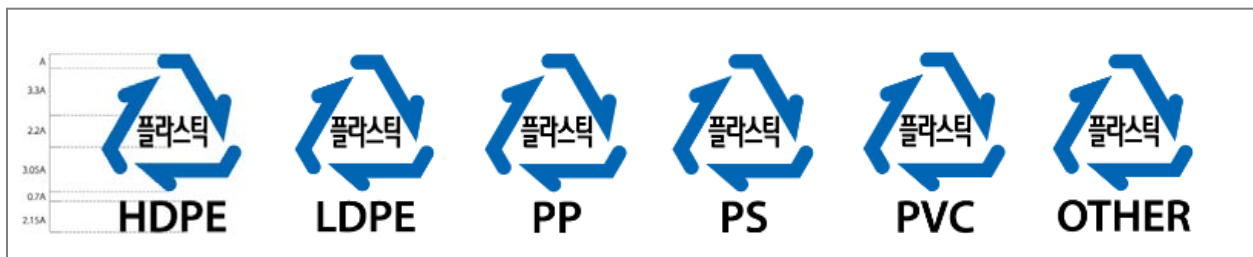 A
3.3A
2.2A
3.05A
0.7A
2.15A
플라스틱 플라스틱 플라스틱 플라스틱 플라스틱 플라스틱
HDPE LDPE PP PS PVC OTHER